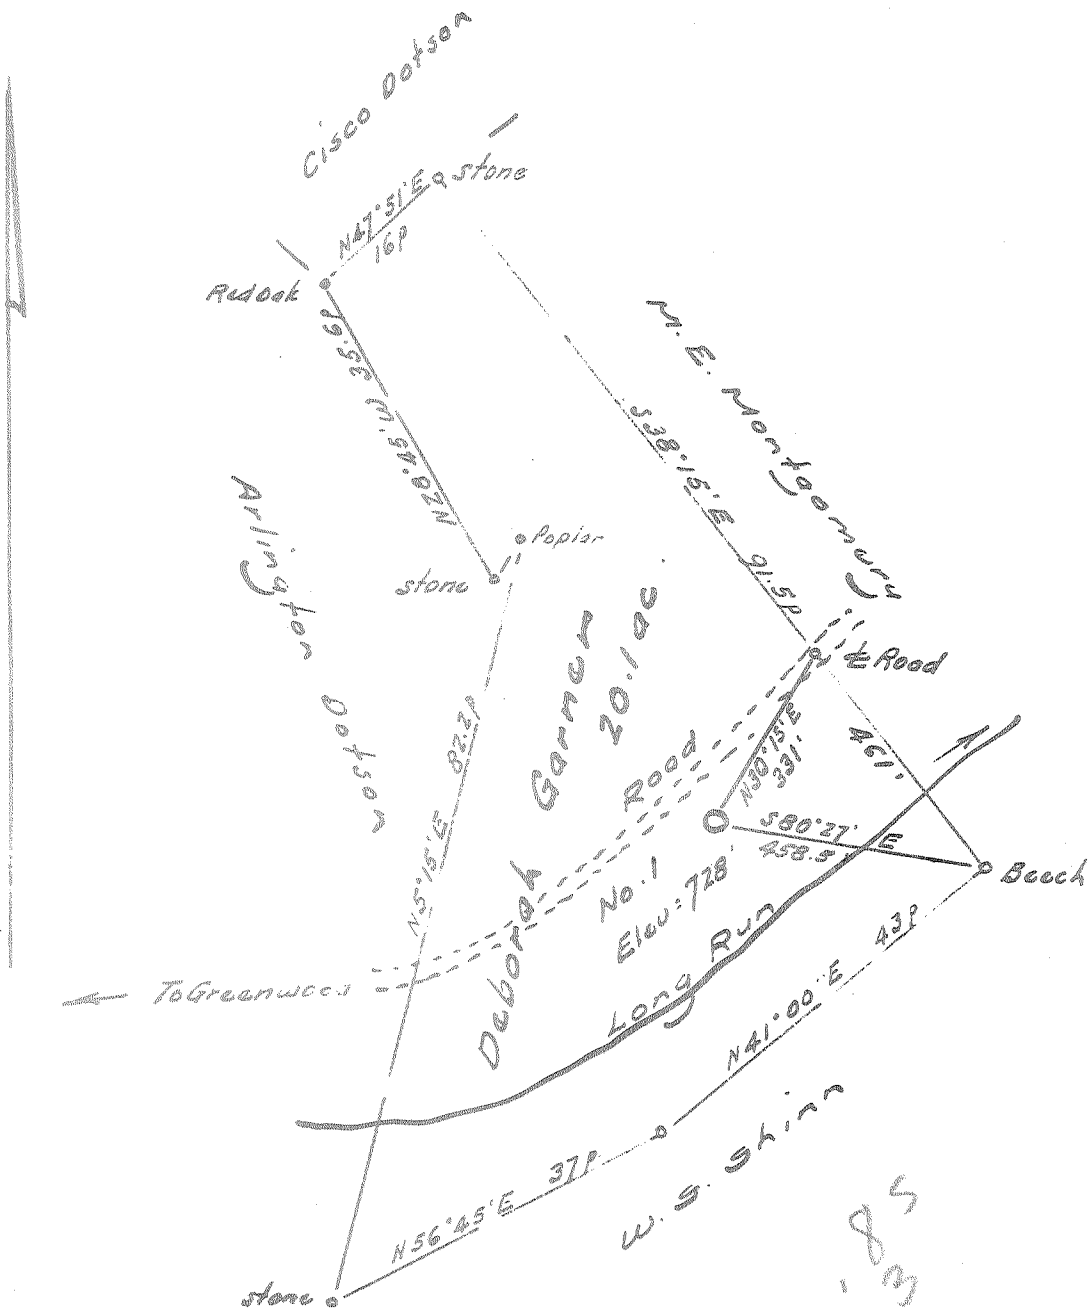 Cisco Dotson
stone
N47°51'E
16P
Red Oak
35.6P
N28°45'W
M. E. Montgomery
S38°15'E 91.5P
Arlington Dotson
Poplar
stone
Garner
20.1 ac
℄ Road
461'
N30°15'E
331'
Road
82.2P
N5°15'E
S80°27' E
458.5'
Beech
No. 1
Elev: 728'
Deborah
Long Run
43P
N41°00'E
To Greenwood
W. S. Shinn
37P
N56°45'E
stone